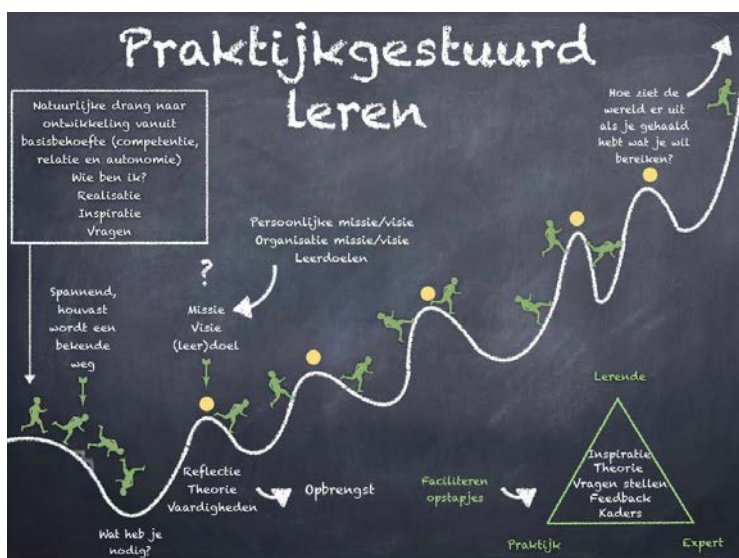 Praktijkgestuurd
leren
Natuurlijke drang naar
ontwikkeling vanuit
basisbehoefte (competentie,
relatie en autonomie)
Wie ben ik?
Realisatie
Inspiratie
Vragen
Hoe ziet de
wereld er uit
als je gehaald
hebt wat je wil
bereiken?
Persoonlijke missie/visie
Organisatie missie/visie
Leerdoelen
?
Spannend,
houvast
wordt een
bekende
weg
Missie
Visie
(leer)doel
Reflectie
Theorie
Vaardigheden
Opbrengst
Wat heb je
nodig?
Faciliteren
opstapjes
Lerende
Inspiratie
Theorie
Vragen stellen
Feedback
Kaders
Praktijk
Expert